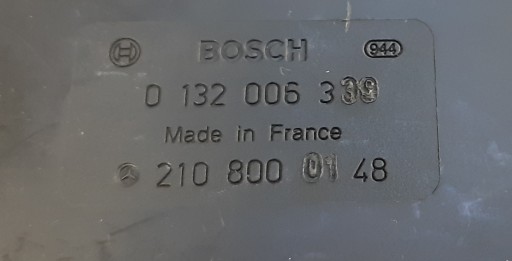 BOSCH 944
0 132 006 339
Made in France
210 800 01 48